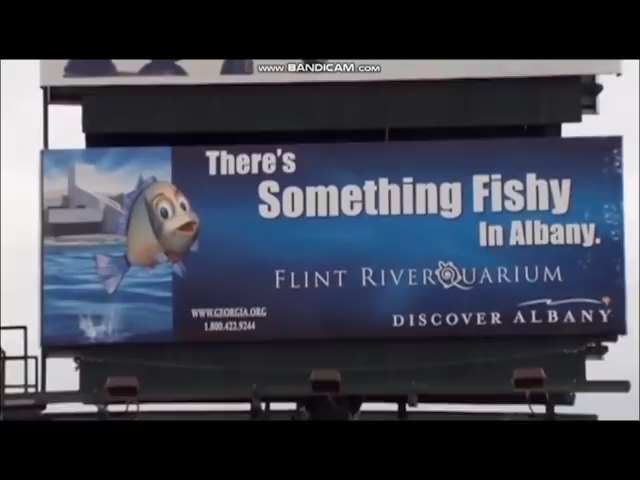 WWW.BANDICAM.COM
There's
Something Fishy
In Albany.
FLINT RIVERQUARIUM
WWW.GEORGIA.ORG
1.800.422.9244
DISCOVER ALBANY